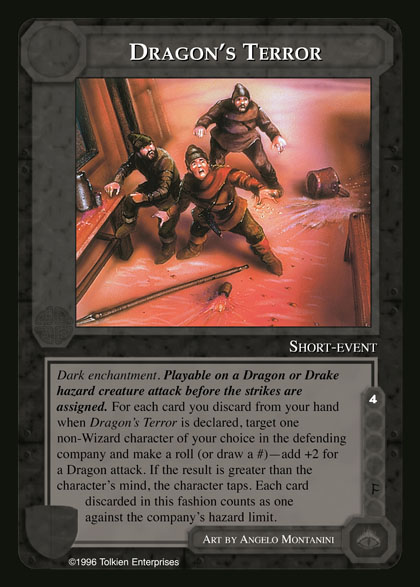 DRAGON'S TERROR
SHORT-EVENT
Dark enchantment. Playable on a Dragon or Drake
hazard creature attack before the strikes are
assigned. For each card you discard from your hand
when Dragon's Terror is declared, target one
non-Wizard character of your choice in the defending
company and make a roll (or draw a #)—add +2 for
a Dragon attack. If the result is greater than the
character's mind, the character taps. Each card
discarded in this fashion counts as one
against the company's hazard limit.
4
ART BY ANGELO MONTANINI
©1996 Tolkien Enterprises